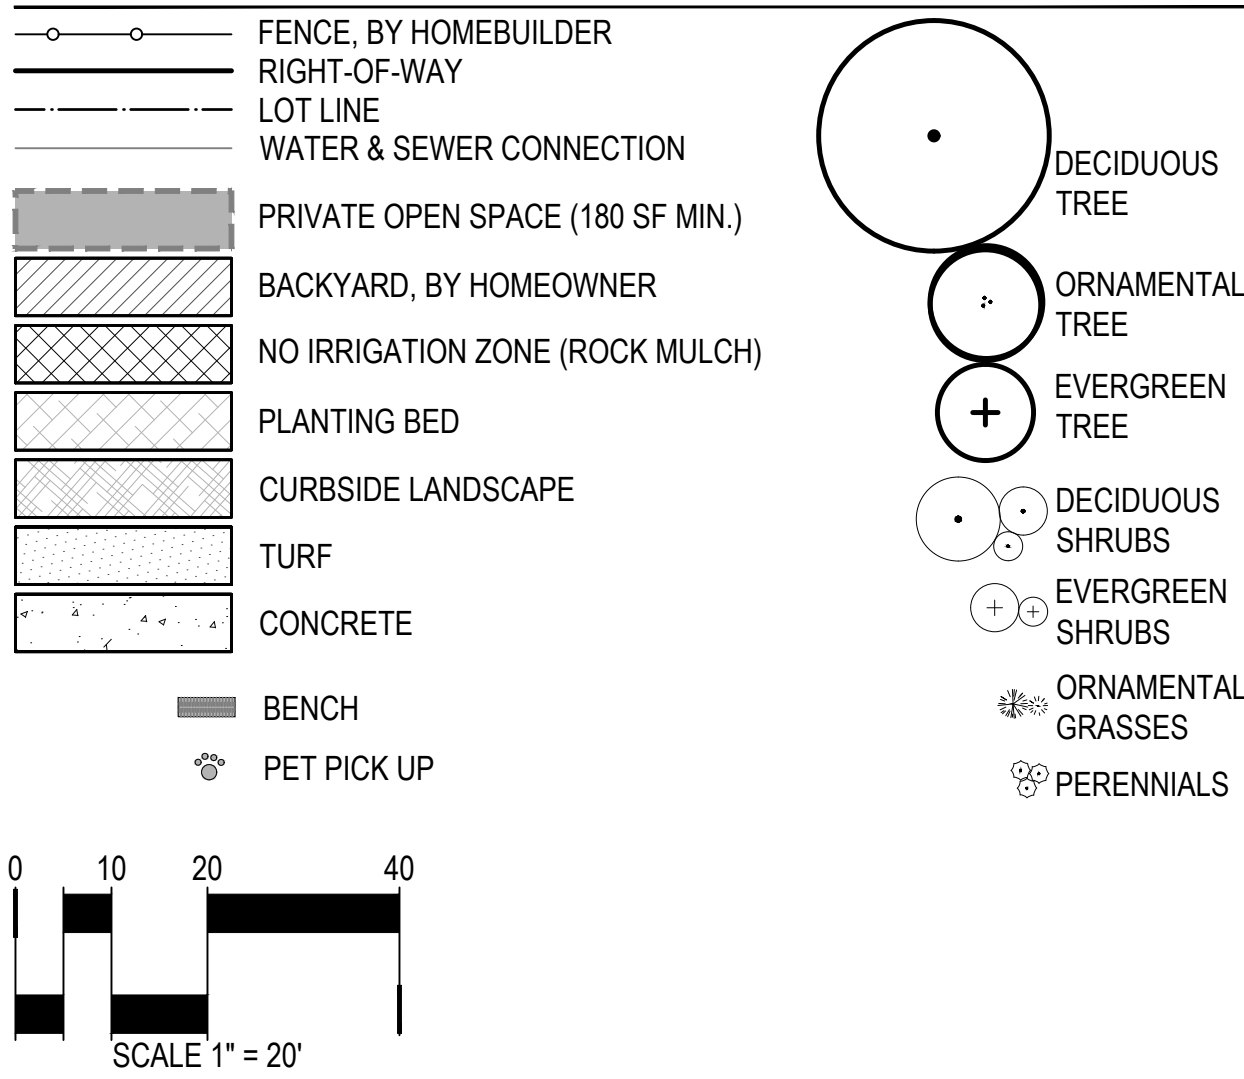 FENCE, BY HOMEBUILDER
RIGHT-OF-WAY
LOT LINE
WATER & SEWER CONNECTION
PRIVATE OPEN SPACE (180 SF MIN.)
BACKYARD, BY HOMEOWNER
NO IRRIGATION ZONE (ROCK MULCH)
PLANTING BED
CURBSIDE LANDSCAPE
TURF
CONCRETE
BENCH
PET PICK UP
DECIDUOUS
TREE
ORNAMENTAL
TREE
EVERGREEN
TREE
DECIDUOUS
SHRUBS
EVERGREEN
SHRUBS
ORNAMENTAL
GRASSES
PERENNIALS
0 10 20 40
SCALE 1" = 20'